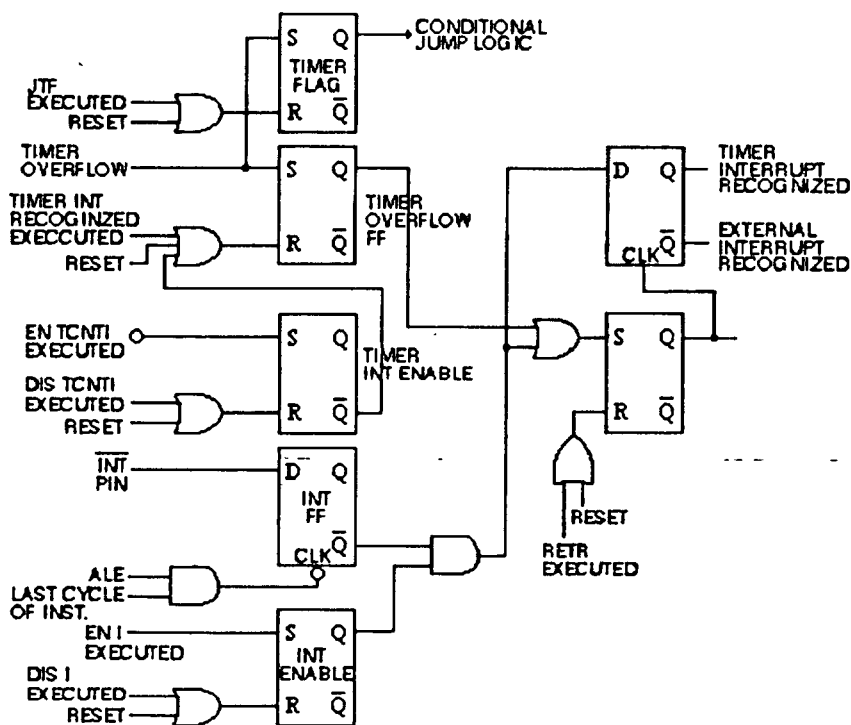 CONDITIONAL
JUMP LOGIC
S Q
TIMER
FLAG
R Q̅
JTF
EXECUTED
RESET
TIMER
OVERFLOW
S Q
TIMER
OVERFLOW
FF
R Q̅
TIMER INT
RECOGINZED
EXECCUTED
RESET
D Q
Q̅
CLK
TIMER
INTERRUPT
RECOGNIZED
EXTERNAL
INTERRUPT
RECOGNIZED
EN TCNTI
EXECUTED
S Q
TIMER
INT ENABLE
R Q̅
DIS TCNTI
EXECUTED
RESET
S Q
R Q̅
RESET
RETR
EXECUTED
I̅N̅T̅
PIN
D Q
INT
FF
Q̅
CLK
ALE
LAST CYCLE
OF INST.
EN I
EXECUTED
S Q
INT
ENABLE
R Q̅
DIS I
EXECUTED
RESET